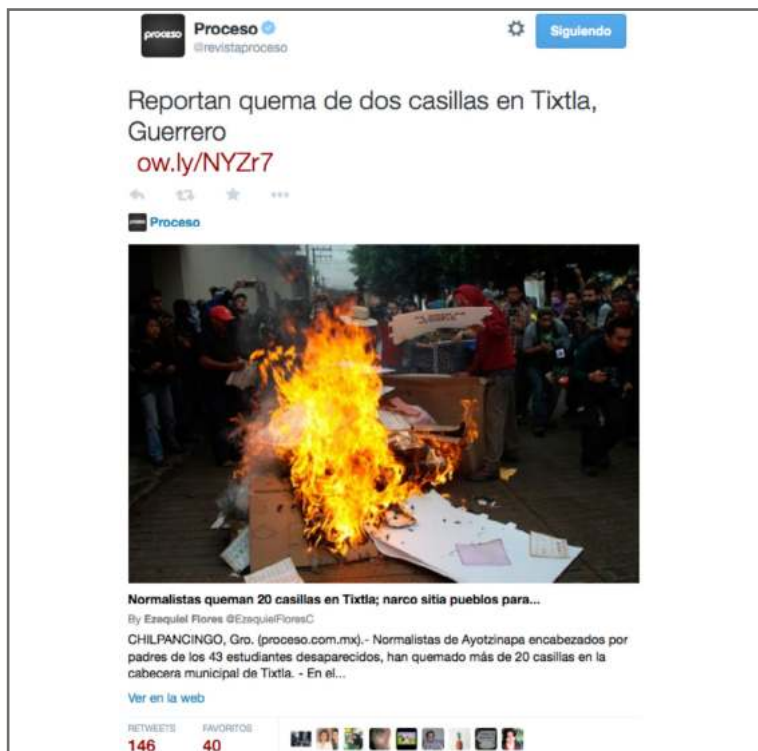 proceso
Proceso
@revistaproceso
Siguiendo
Reportan quema de dos casillas en Tixtla,
Guerrero
ow.ly/NYZr7
Proceso
Normalistas queman 20 casillas en Tixtla; narco sitia pueblos para...
By Ezequiel Flores @EzequielFloresC
CHILPANCINGO, Gro. (proceso.com.mx).- Normalistas de Ayotzinapa encabezados por
padres de los 43 estudiantes desaparecidos, han quemado más de 20 casillas en la
cabecera municipal de Tixtla. - En el...
Ver en la web
RETWEETS FAVORITOS
146 40